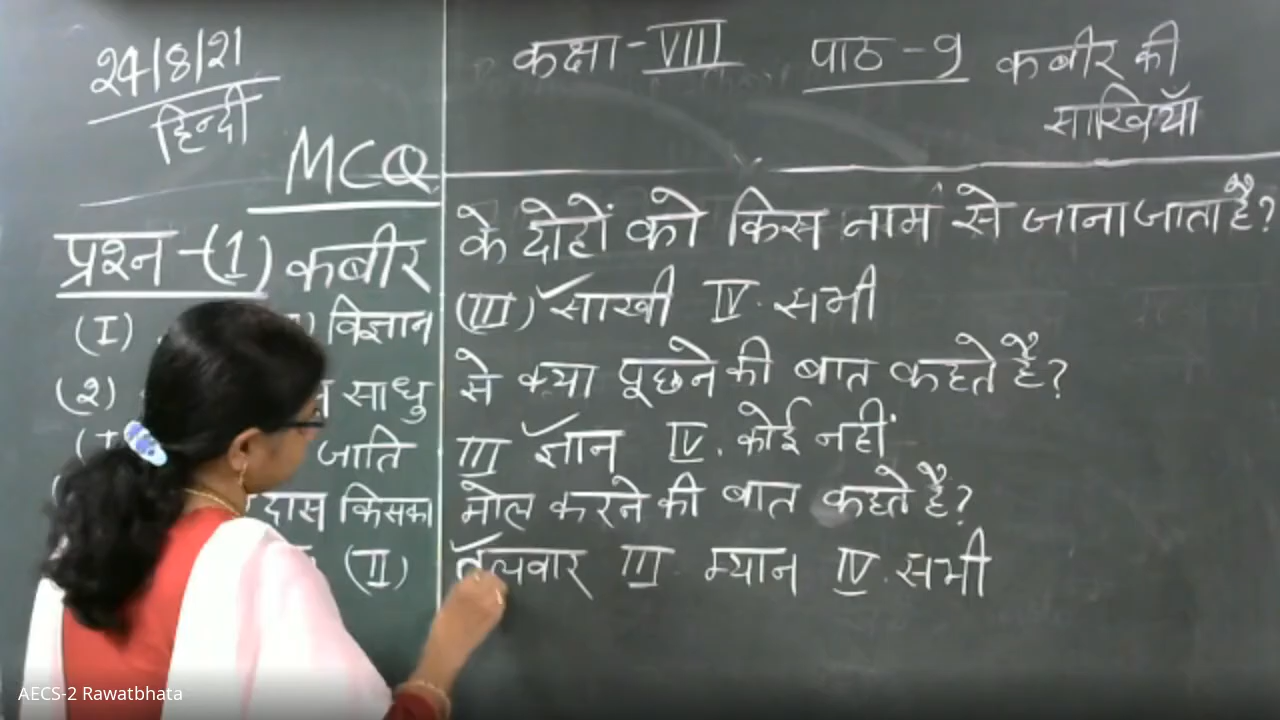 24/8/21
हिन्दी
कक्षा - VIII पाठ - 9 कबीर की
साखियाँ
MCQ
प्रश्न -(1) कबीर के दोहों को किस नाम से जाना जाता है?
(I) विज्ञान (III) ✓साखी IV. सभी
(2) साधु से क्या पूछने की बात कहते हैं?
जाति III ✓ज्ञान IV. कोई नहीं
दास किसका मोल करने की बात कहते हैं?
(II) ✓तलवार III म्यान IV. सभी
AECS-2 Rawatbhata